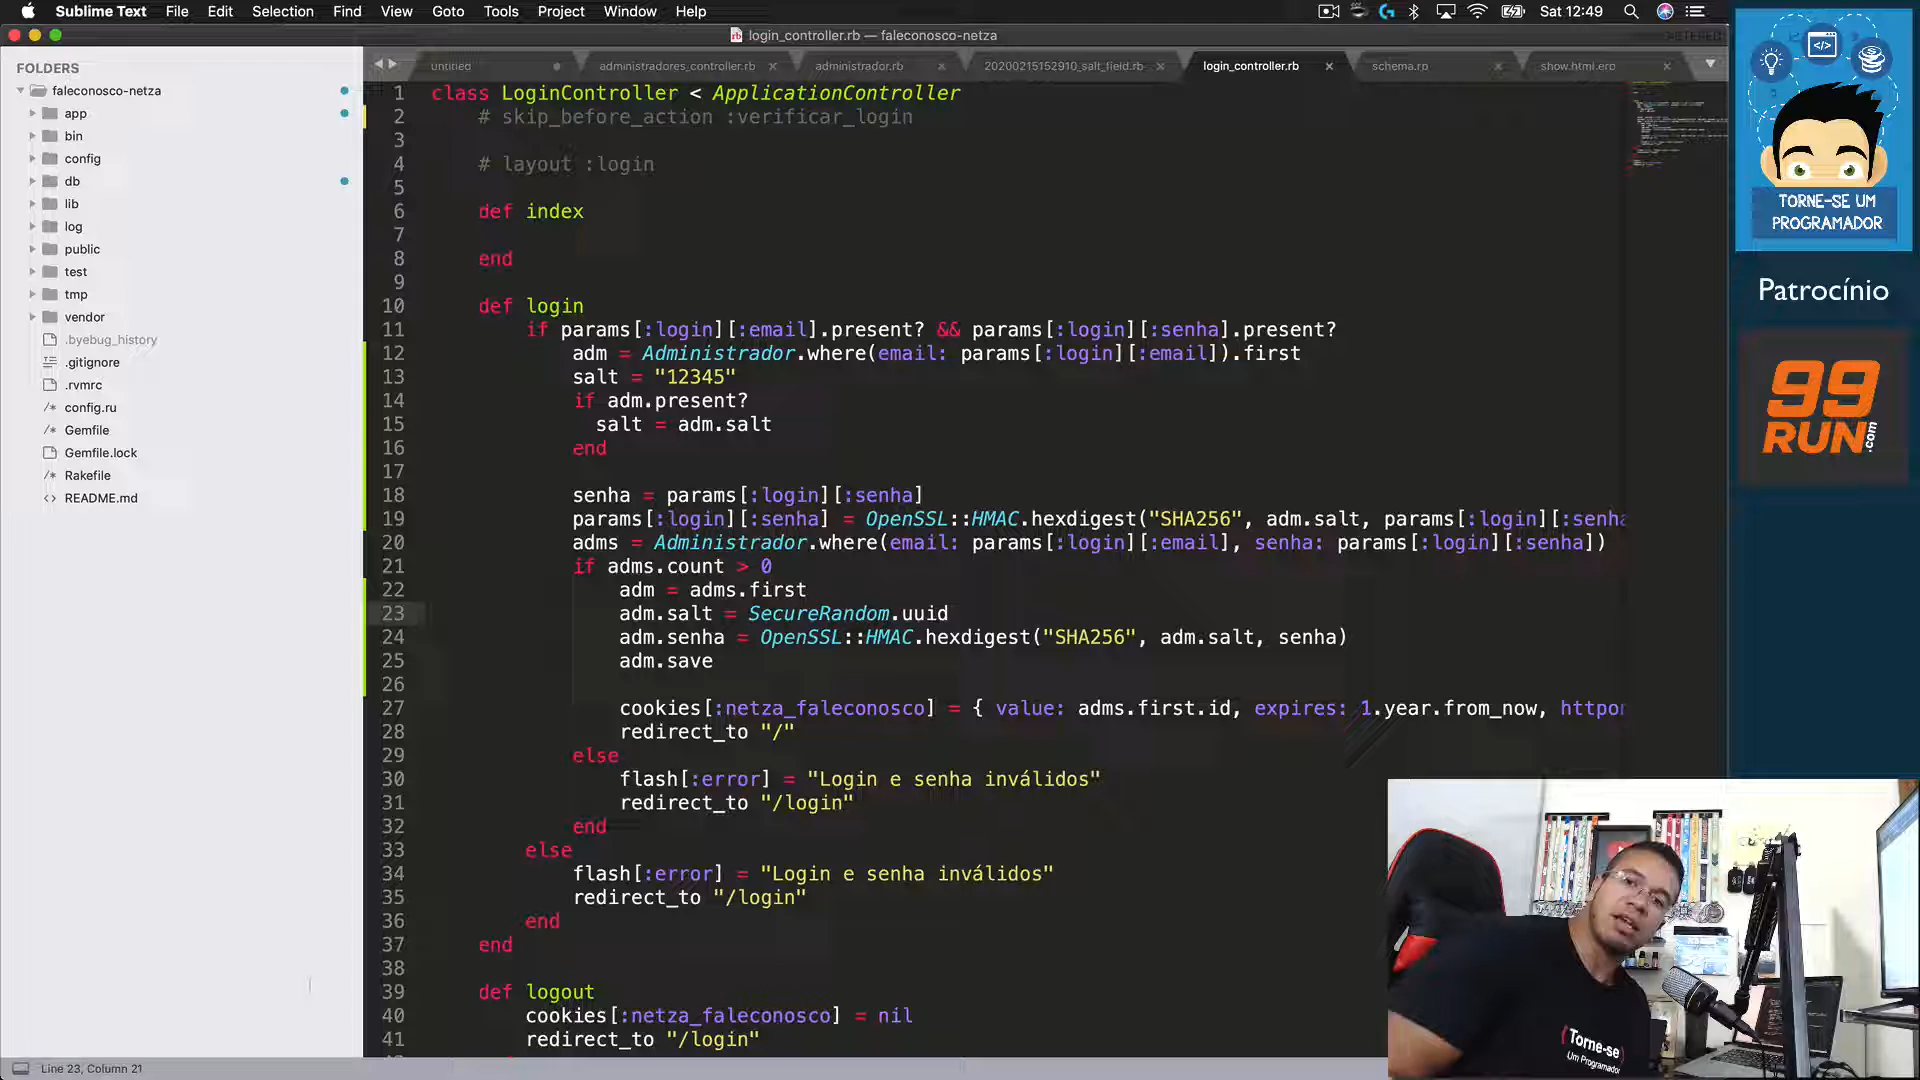 Sublime Text File Edit Selection Find View Goto Tools Project Window Help Sat 12:49
login_controller.rb — faleconosco-netza
untitled administradores_controller.rb administrador.rb 20200215152910_salt_field.rb login_controller.rb schema.rb show.html.erb
FOLDERS
faleconosco-netza
app
bin
config
db
lib
log
public
test
tmp
vendor
.byebug_history
.gitignore
.rvmrc
config.ru
Gemfile
Gemfile.lock
Rakefile
README.md
1 class LoginController < ApplicationController
2 # skip_before_action :verificar_login
3
4 # layout :login
5
6 def index
7
8 end
9
10 def login
11 if params[:login][:email].present? && params[:login][:senha].present?
12 adm = Administrador.where(email: params[:login][:email]).first
13 salt = "12345"
14 if adm.present?
15 salt = adm.salt
16 end
17
18 senha = params[:login][:senha]
19 params[:login][:senha] = OpenSSL::HMAC.hexdigest("SHA256", adm.salt, params[:login][:senha
20 adms = Administrador.where(email: params[:login][:email], senha: params[:login][:senha])
21 if adms.count > 0
22 adm = adms.first
23 adm.salt = SecureRandom.uuid
24 adm.senha = OpenSSL::HMAC.hexdigest("SHA256", adm.salt, senha)
25 adm.save
26
27 cookies[:netza_faleconosco] = { value: adms.first.id, expires: 1.year.from_now, httpon
28 redirect_to "/"
29 else
30 flash[:error] = "Login e senha inválidos"
31 redirect_to "/login"
32 end
33 else
34 flash[:error] = "Login e senha inválidos"
35 redirect_to "/login"
36 end
37 end
38
39 def logout
40 cookies[:netza_faleconosco] = nil
41 redirect_to "/login"
Line 23, Column 21
</>
TORNE-SE UM
PROGRAMADOR
Patrocínio
99
RUN.com
Torne-se
Um Programador